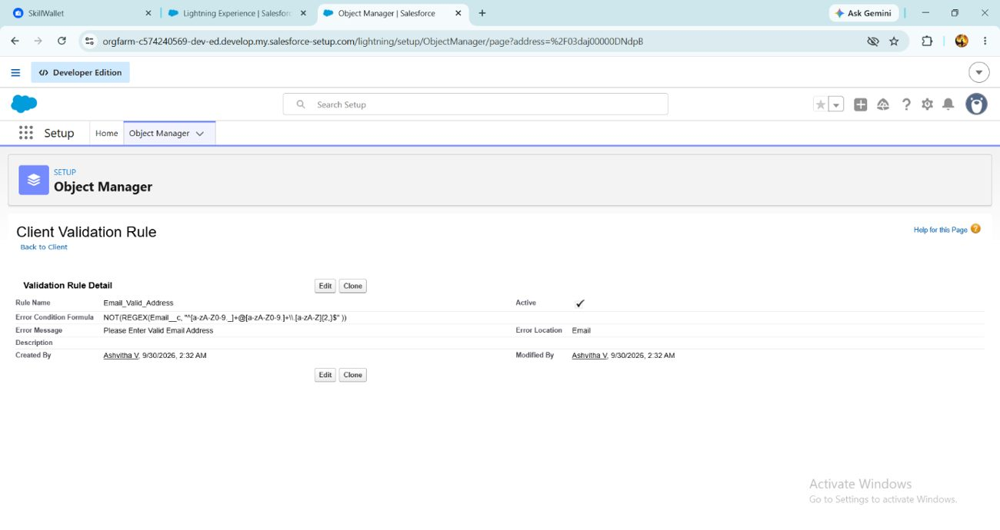 SkillWallet
Lightning Experience | Salesforc
Object Manager | Salesforce
Ask Gemini
orgfarm-c574240569-dev-ed.develop.my.salesforce-setup.com/lightning/setup/ObjectManager/page?address=%2F03daj00000DNdpB
Developer Edition
Search Setup
Setup
Home
Object Manager
SETUP
Object Manager
Client Validation Rule
Help for this Page
Back to Client
Validation Rule Detail
Edit
Clone
Rule Name
Email_Valid_Address
Active
Error Condition Formula
NOT(REGEX(Email__c, "^[a-zA-Z0-9._]+@[a-zA-Z0-9.]+\\.[a-zA-Z]{2,}$" ))
Error Message
Please Enter Valid Email Address
Error Location
Email
Description
Created By
Ashvitha V, 9/30/2026, 2:32 AM
Modified By
Ashvitha V, 9/30/2026, 2:32 AM
Edit
Clone
Activate Windows
Go to Settings to activate Windows.